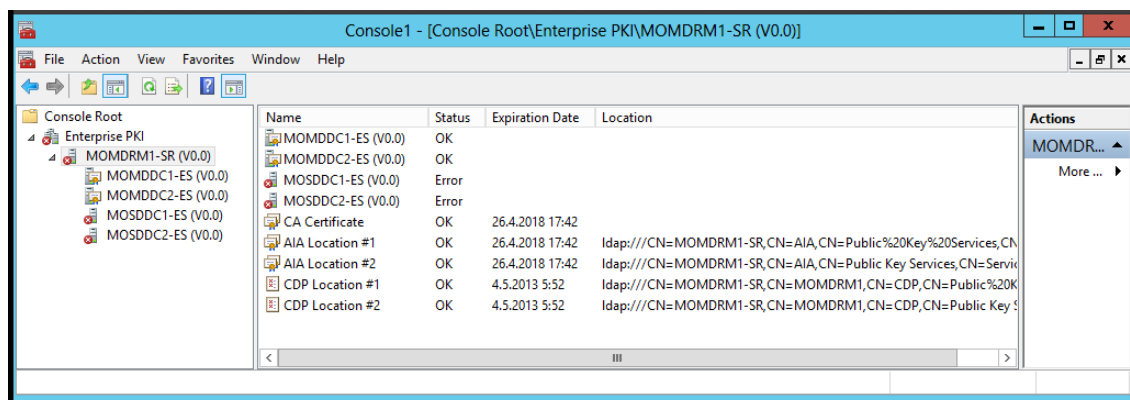 Console1 - [Console Root\Enterprise PKI\MOMDRM1-SR (V0.0)]
File Action View Favorites Window Help
Console Root
Enterprise PKI
MOMDRM1-SR (V0.0)
MOMDDC1-ES (V0.0)
MOMDDC2-ES (V0.0)
MOSDDC1-ES (V0.0)
MOSDDC2-ES (V0.0)
Name Status Expiration Date Location
MOMDDC1-ES (V0.0) OK
MOMDDC2-ES (V0.0) OK
MOSDDC1-ES (V0.0) Error
MOSDDC2-ES (V0.0) Error
CA Certificate OK 26.4.2018 17:42
AIA Location #1 OK 26.4.2018 17:42 ldap:///CN=MOMDRM1-SR,CN=AIA,CN=Public%20Key%20Services,CN
AIA Location #2 OK 26.4.2018 17:42 ldap:///CN=MOMDRM1-SR,CN=AIA,CN=Public Key Services,CN=Servic
CDP Location #1 OK 4.5.2013 5:52 ldap:///CN=MOMDRM1-SR,CN=MOMDRM1,CN=CDP,CN=Public%20K
CDP Location #2 OK 4.5.2013 5:52 ldap:///CN=MOMDRM1-SR,CN=MOMDRM1,CN=CDP,CN=Public Key S
Actions
MOMDR...
More ...